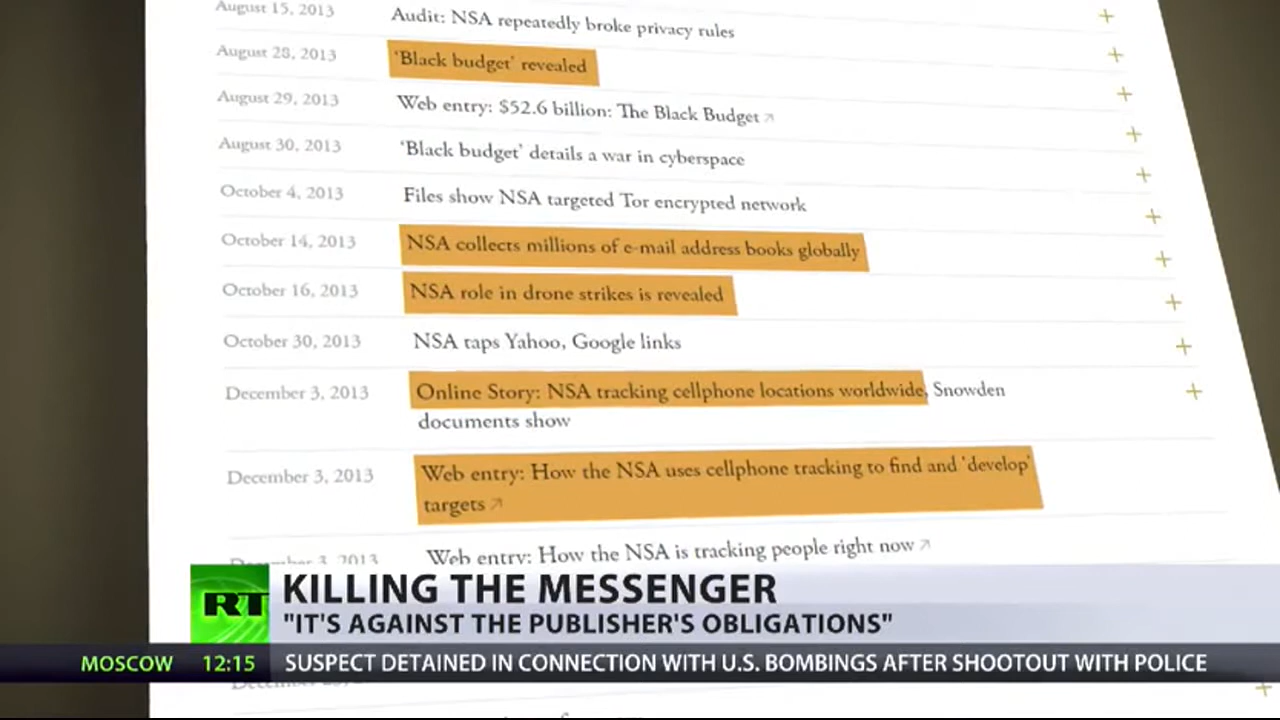 August 15, 2013 Audit: NSA repeatedly broke privacy rules
August 28, 2013 'Black budget' revealed
August 29, 2013 Web entry: $52.6 billion: The Black Budget
August 30, 2013 'Black budget' details a war in cyberspace
October 4, 2013 Files show NSA targeted Tor encrypted network
October 14, 2013 NSA collects millions of e-mail address books globally
October 16, 2013 NSA role in drone strikes is revealed
October 30, 2013 NSA taps Yahoo, Google links
December 3, 2013 Online Story: NSA tracking cellphone locations worldwide, Snowden
documents show
December 3, 2013 Web entry: How the NSA uses cellphone tracking to find and 'develop'
targets
December 3, 2013 Web entry: How the NSA is tracking people right now
RT
KILLING THE MESSENGER
"IT'S AGAINST THE PUBLISHER'S OBLIGATIONS"
MOSCOW 12:15 SUSPECT DETAINED IN CONNECTION WITH U.S. BOMBINGS AFTER SHOOTOUT WITH POLICE